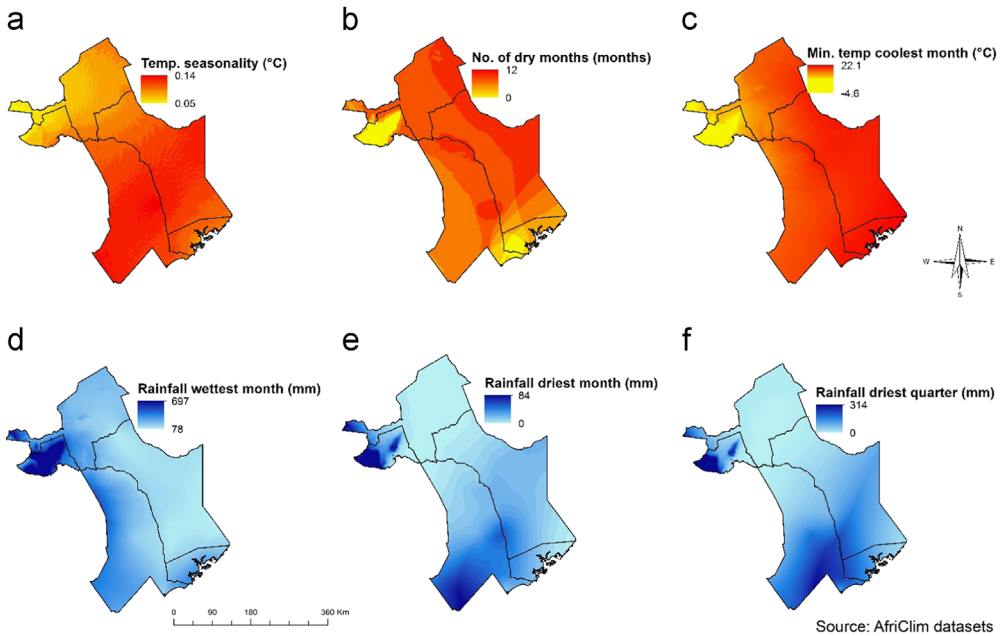 a
Temp. seasonality (°C)
0.14
0.05
b
No. of dry months (months)
12
0
c
Min. temp coolest month (°C)
22.1
-4.6
N
W E
S
d
Rainfall wettest month (mm)
697
78
e
Rainfall driest month (mm)
84
0
f
Rainfall driest quarter (mm)
314
0
0 90 180 360 Km
Source: AfriClim datasets